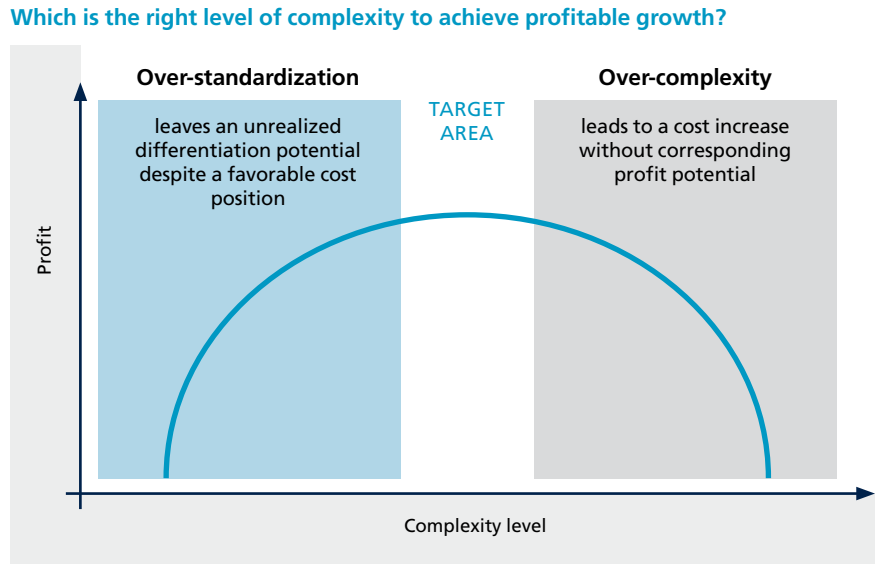 Which is the right level of complexity to achieve profitable growth?
Over-standardization
leaves an unrealized
differentiation potential
despite a favorable cost
position
TARGET
AREA
Over-complexity
leads to a cost increase
without corresponding
profit potential
Profit
Complexity level